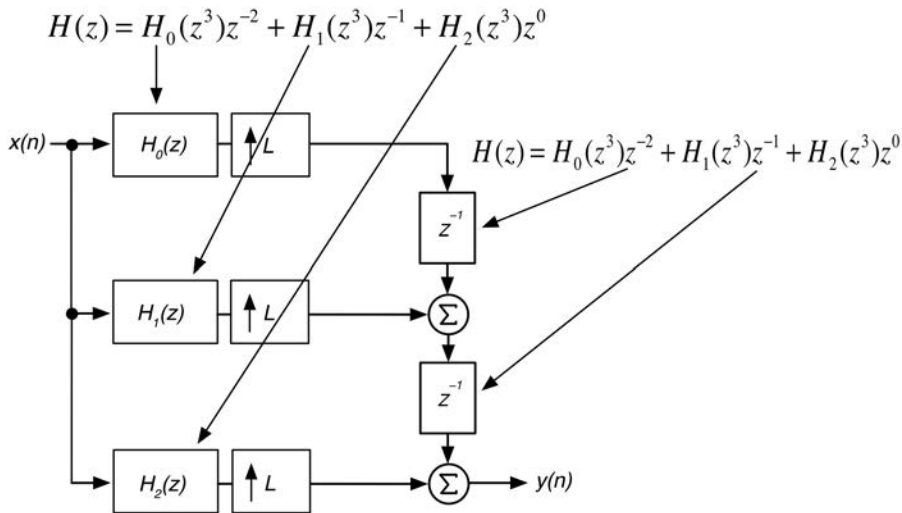 H(z) = H₀(z³)z⁻² + H₁(z³)z⁻¹ + H₂(z³)z⁰
x(n)
H₀(z)
L
H(z) = H₀(z³)z⁻² + H₁(z³)z⁻¹ + H₂(z³)z⁰
z⁻¹
H₁(z)
L
Σ
z⁻¹
H₂(z)
L
Σ
y(n)